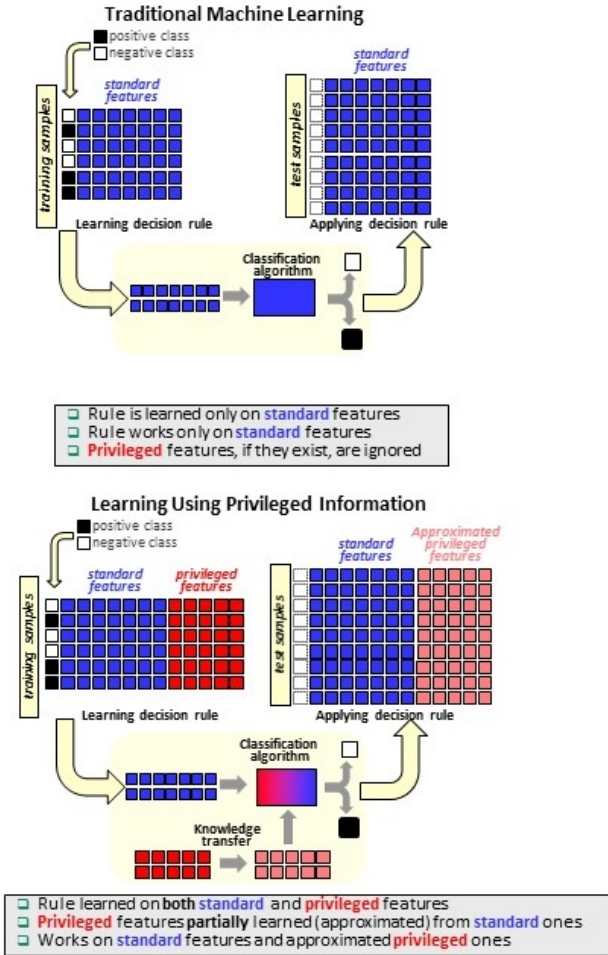 Traditional Machine Learning
positive class
negative class
standard
features
training samples
Learning decision rule
standard
features
test samples
Applying decision rule
Classification
algorithm
Rule is learned only on standard features
Rule works only on standard features
Privileged features, if they exist, are ignored
Learning Using Privileged Information
positive class
negative class
standard
features
privileged
features
training samples
Learning decision rule
standard
features
Approximated
privileged
features
test samples
Applying decision rule
Classification
algorithm
Knowledge
transfer
Rule learned on both standard and privileged features
Privileged features partially learned (approximated) from standard ones
Works on standard features and approximated privileged ones